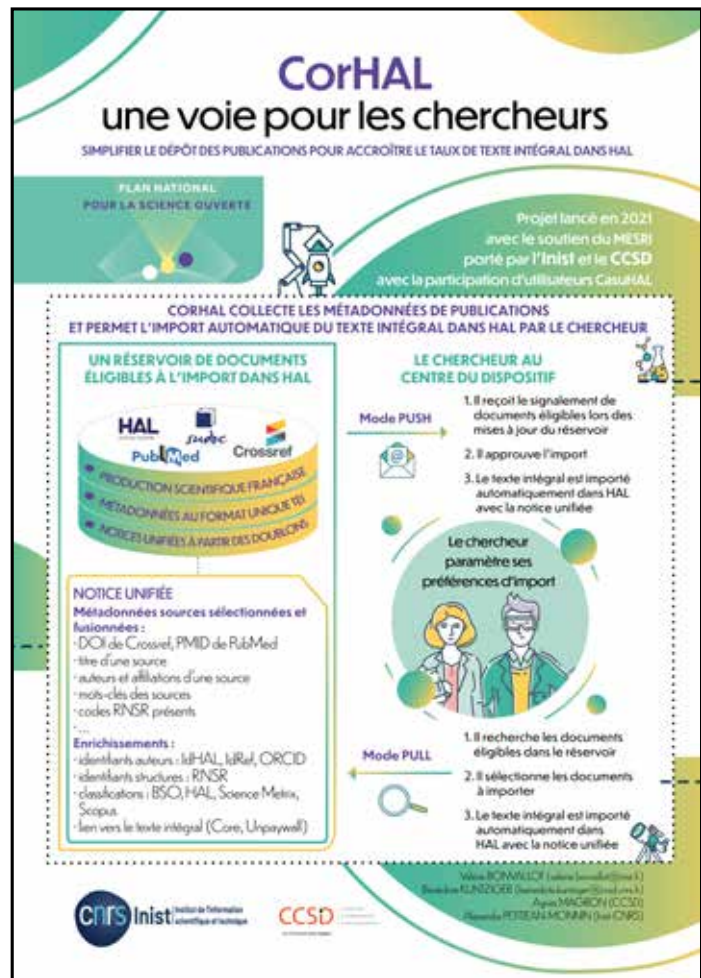 CorHAL
une voie pour les chercheurs
SIMPLIFIER LE DÉPÔT DES PUBLICATIONS POUR ACCROÎTRE LE TAUX DE TEXTE INTÉGRAL DANS HAL
PLAN NATIONAL
POUR LA SCIENCE OUVERTE
Projet lancé en 2021
avec le soutien du MESRI
porté par l'Inist et le CCSD
avec la participation d'utilisateurs CasuHAL
CORHAL COLLECTE LES MÉTADONNÉES DE PUBLICATIONS
ET PERMET L'IMPORT AUTOMATIQUE DU TEXTE INTÉGRAL DANS HAL PAR LE CHERCHEUR
UN RÉSERVOIR DE DOCUMENTS
ÉLIGIBLES À L'IMPORT DANS HAL
HAL
sudoc
PubMed
Crossref
PRODUCTION SCIENTIFIQUE FRANÇAISE
MÉTADONNÉES AU FORMAT UNIQUE TEI
NOTICES UNIFIÉES À PARTIR DES DOUBLONS
NOTICE UNIFIÉE
Métadonnées sources sélectionnées et
fusionnées :
· DOI de Crossref, PMID de PubMed
· titre d'une source
· auteurs et affiliations d'une source
· mots-clés des sources
· codes RNSR présents
· ...
Enrichissements :
· identifiants auteurs : IdHAL, IdRef, ORCID
· identifiants structures : RNSR
· classifications : BSO, HAL, Science Metrix,
Scopus
· lien vers le texte intégral (Core, Unpaywall)
LE CHERCHEUR AU
CENTRE DU DISPOSITIF
Mode PUSH
1. Il reçoit le signalement de
documents éligibles lors des
mises à jour du réservoir
2. Il approuve l'import
3. Le texte intégral est importé
automatiquement dans HAL
avec la notice unifiée
Le chercheur
paramètre ses
préférences d'import
Mode PULL
1. Il recherche les documents
éligibles dans le réservoir
2. Il sélectionne les documents
à importer
3. Le texte intégral est importé
automatiquement dans
HAL avec la notice unifiée
Valérie BONVALLOT
Agnès MAGRON (CCSD)
(Inist-CNRS)
cnrs Inist Institut de l'information
scientifique et technique
CCSD